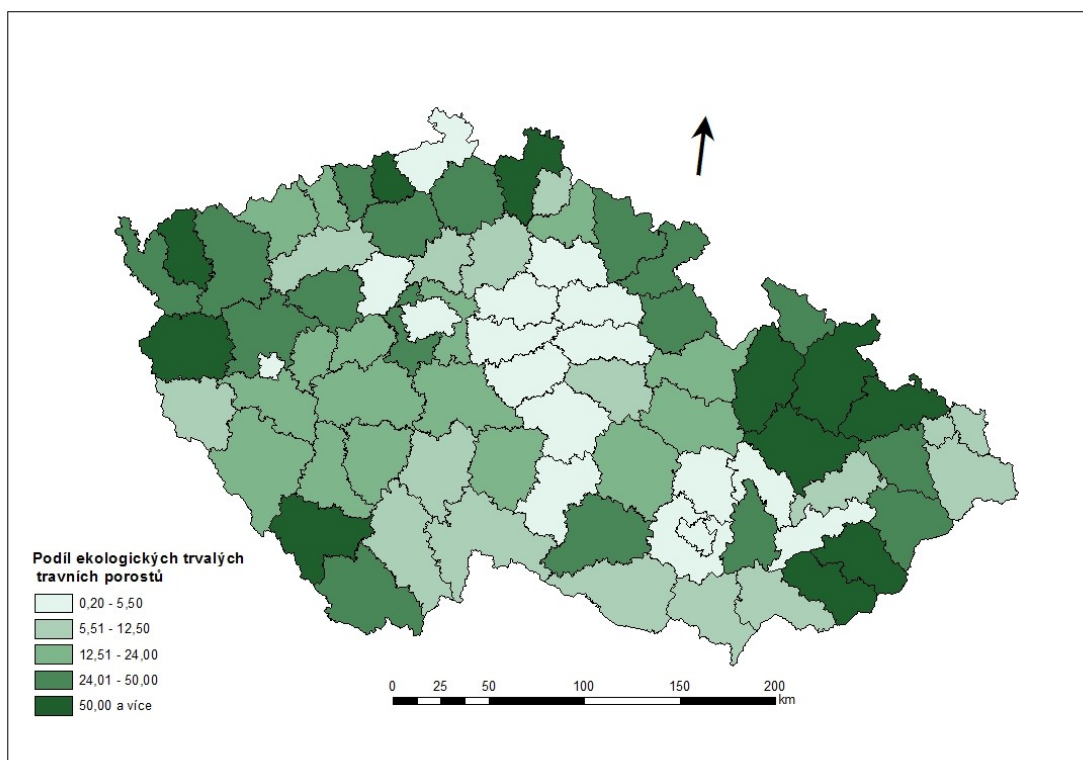 Podíl ekologických trvalých
travních porostů
0,20 - 5,50
5,51 - 12,50
12,51 - 24,00
24,01 - 50,00
50,00 a více
0 25 50 100 150 200
km